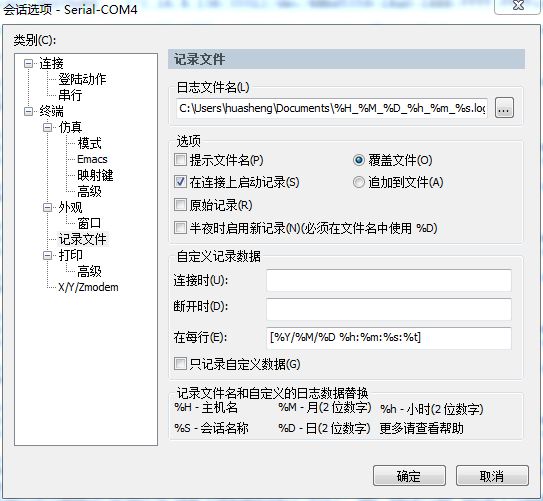 会话选项 - Serial-COM4
类别(C):
连接
登陆动作
串行
终端
仿真
模式
Emacs
映射键
高级
外观
窗口
记录文件
打印
高级
X/Y/Zmodem
记录文件
日志文件名(L)
C:\Users\huasheng\Documents\%H_%M_%D_%h_%m_%s.log
...
选项
提示文件名(P) 覆盖文件(O)
在连接上启动记录(S) 追加到文件(A)
原始记录(R)
半夜时启用新记录(N)(必须在文件名中使用 %D)
自定义记录数据
连接时(U):
断开时(D):
在每行(E): [%Y/%M/%D %h:%m:%s:%t]
只记录自定义数据(G)
记录文件名和自定义的日志数据替换
%H - 主机名 %M - 月(2位数字) %h - 小时(2位数字)
%S - 会话名称 %D - 日(2位数字) 更多请查看帮助
确定 取消